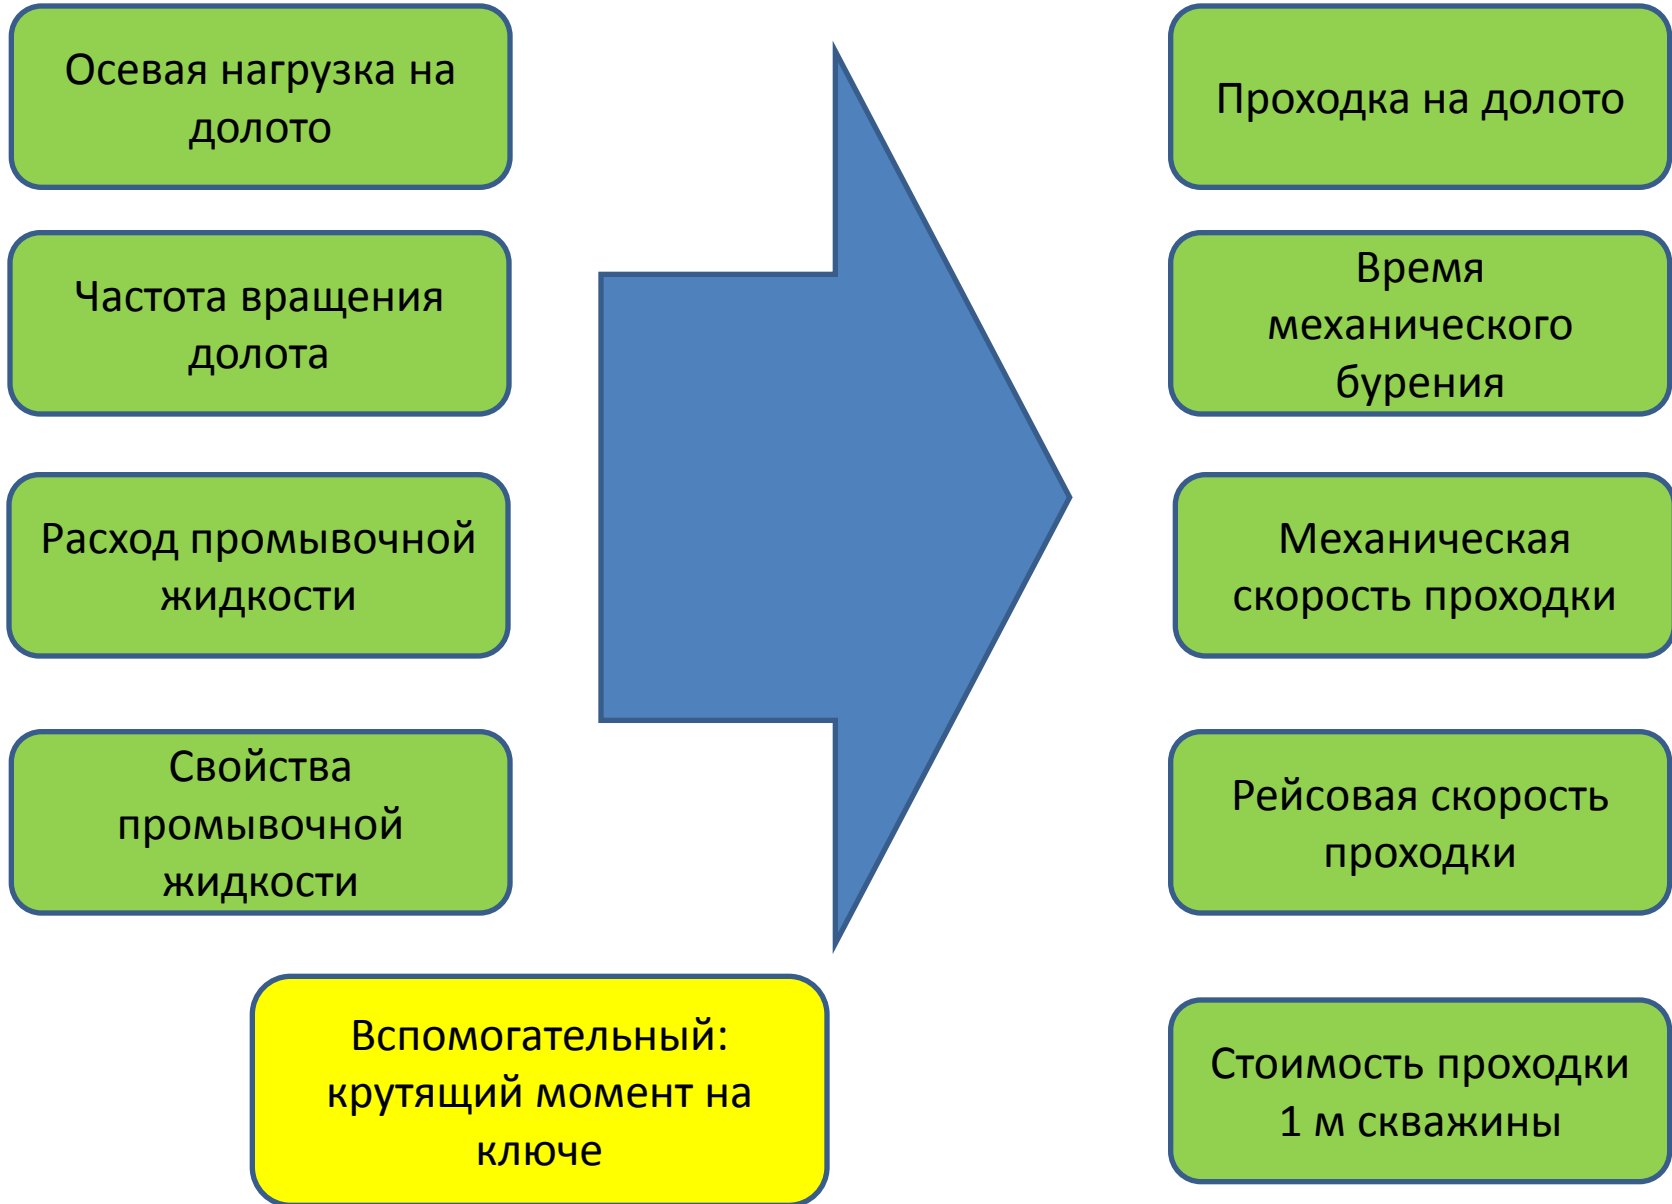 Осевая нагрузка на
долото
Частота вращения
долота
Расход промывочной
жидкости
Свойства
промывочной
жидкости
Вспомогательный:
крутящий момент на
ключе
Проходка на долото
Время
механического
бурения
Механическая
скорость проходки
Рейсовая скорость
проходки
Стоимость проходки
1 м скважины